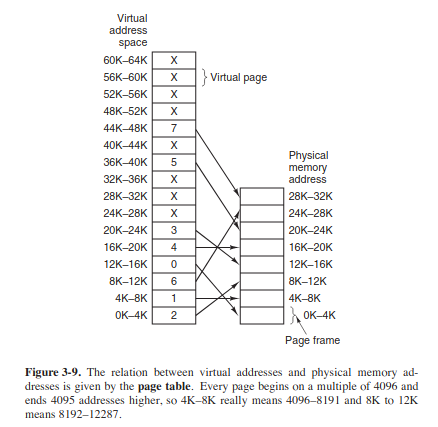 Virtual
address
space
60K–64K X
56K–60K X Virtual page
52K–56K X
48K–52K X
44K–48K 7
40K–44K X
36K–40K 5
Physical
memory
address
32K–36K X
28K–32K X 28K–32K
24K–28K X 24K–28K
20K–24K 3 20K–24K
16K–20K 4 16K–20K
12K–16K 0 12K–16K
8K–12K 6 8K–12K
4K–8K 1 4K–8K
0K–4K 2 0K–4K
Page frame
Figure 3-9. The relation between virtual addresses and physical memory ad-
dresses is given by the page table. Every page begins on a multiple of 4096 and
ends 4095 addresses higher, so 4K–8K really means 4096–8191 and 8K to 12K
means 8192–12287.